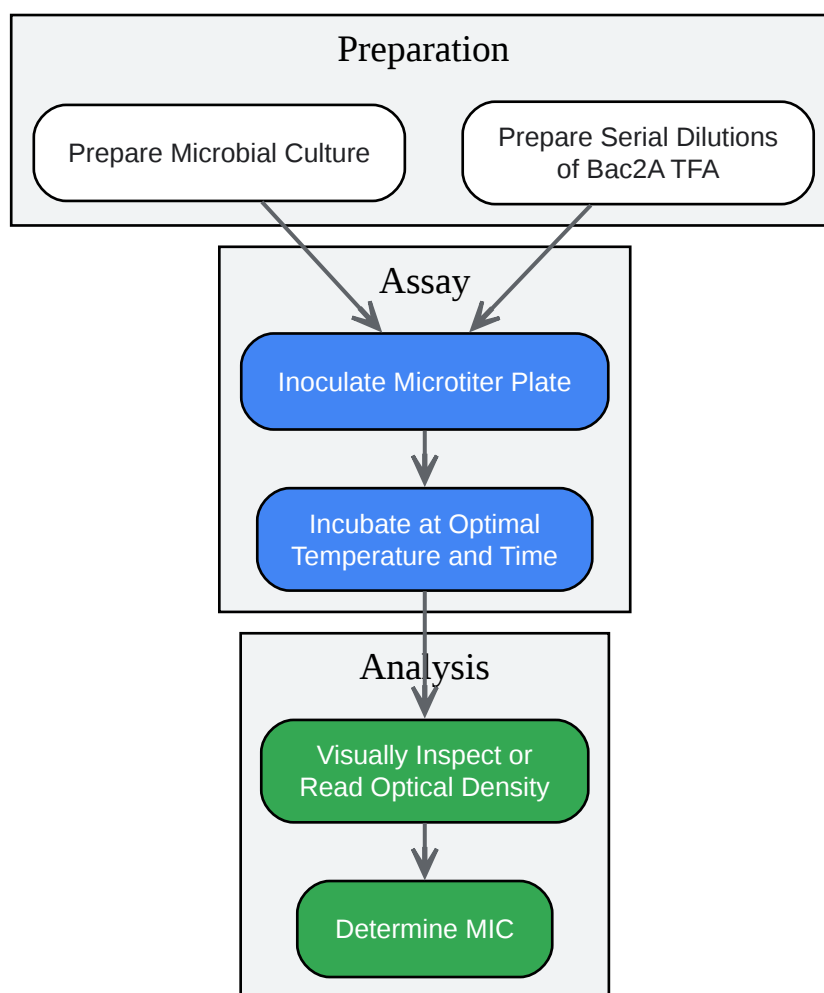 Preparation
Prepare Microbial Culture
Prepare Serial Dilutions
of Bac2A TFA
Assay
Inoculate Microtiter Plate
Incubate at Optimal
Temperature and Time
Analysis
Visually Inspect or
Read Optical Density
Determine MIC